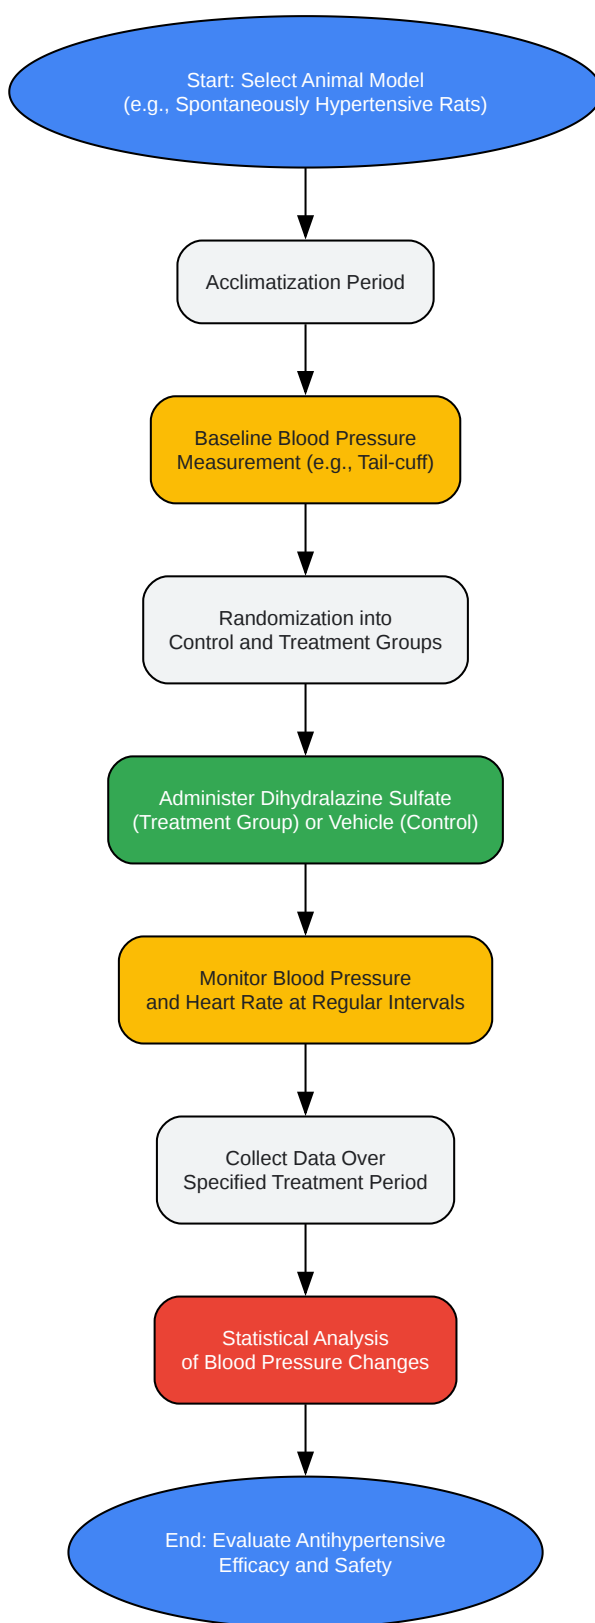 Start: Select Animal Model
(e.g., Spontaneously Hypertensive Rats)
Acclimatization Period
Baseline Blood Pressure
Measurement (e.g., Tail-cuff)
Randomization into
Control and Treatment Groups
Administer Dihydralazine Sulfate
(Treatment Group) or Vehicle (Control)
Monitor Blood Pressure
and Heart Rate at Regular Intervals
Collect Data Over
Specified Treatment Period
Statistical Analysis
of Blood Pressure Changes
End: Evaluate Antihypertensive
Efficacy and Safety